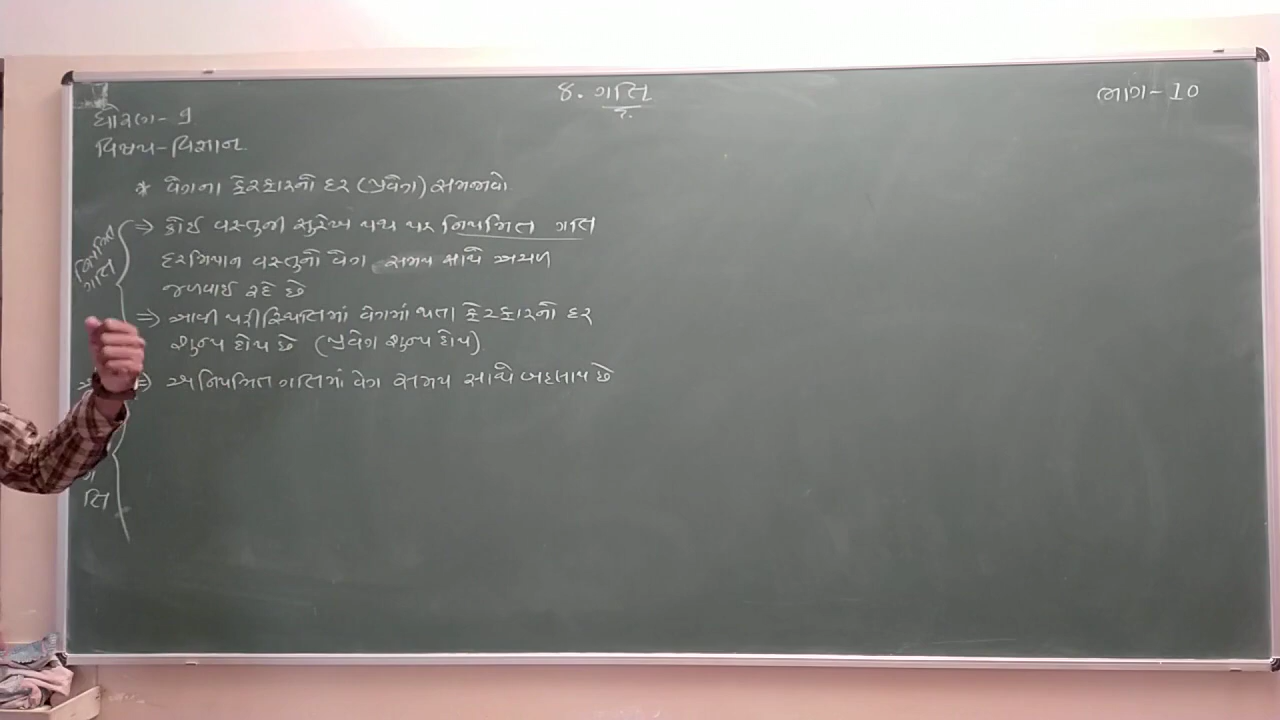 8. ગતિ
ભાગ- 10
ધોરણ- 9
વિષય-વિજ્ઞાન
* વેગના ફેરફારનો દર (પ્રવેગ) સમજાવો.
⇒ કોઈ વસ્તુની સુરેખ પથ પર નિયમિત ગતિ
દરમિયાન વસ્તુનો વેગ સમય સાથે અચળ
જળવાઈ રહે છે
⇒ આવી પરીસ્થિતિમાં વેગમાં થતા ફેરફારનો દર
શુન્ય હોય છે (પ્રવેગ શુન્ય હોય).
⇒ અનિયમિત ગતિમાં વેગ સમય સાથે બદલાય છે
નિયમિત
ગતિ
ગ
તિ